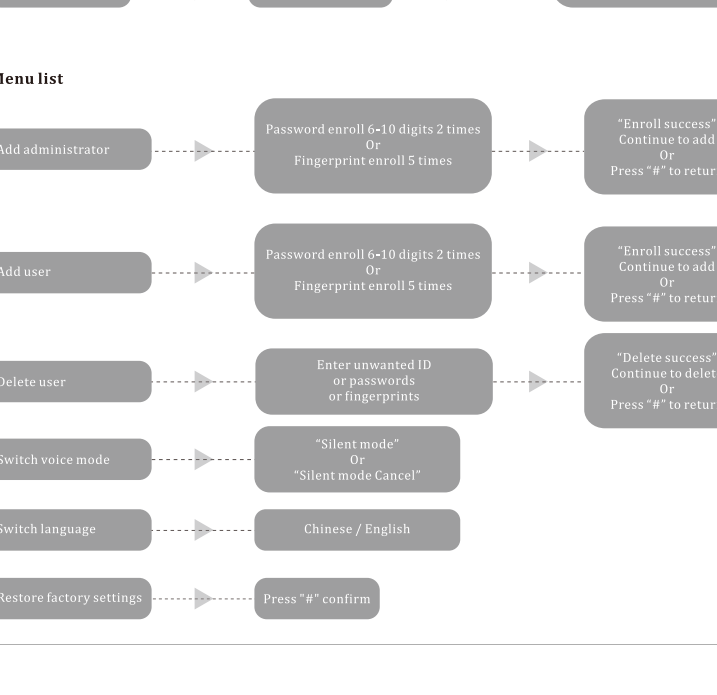 Menu list
Add administrator
Password enroll 6-10 digits 2 times
Or
Fingerprint enroll 5 times
"Enroll success"
Continue to add
Or
Press "#" to retur
Add user
Password enroll 6-10 digits 2 times
Or
Fingerprint enroll 5 times
"Enroll success"
Continue to add
Or
Press "#" to retur
Delete user
Enter unwanted ID
or passwords
or fingerprints
"Delete success"
Continue to delet
Or
Press "#" to retur
Switch voice mode
"Silent mode"
Or
"Silent mode Cancel"
Switch language
Chinese / English
Restore factory settings
Press "#" confirm